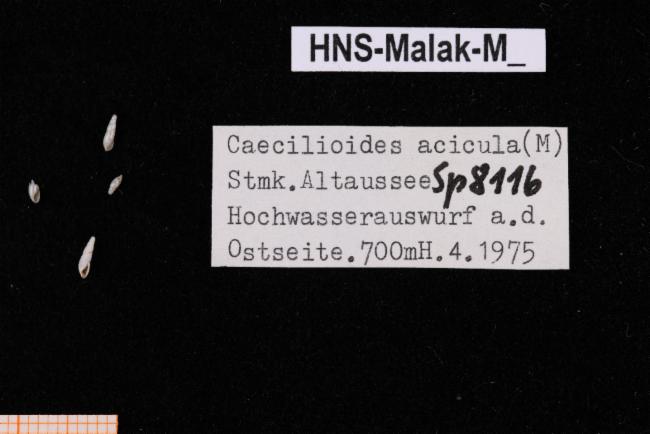 HNS-Malak-M_
Caecilioides acicula(M)
Stmk.Altaussee Sp8116
Hochwasserauswurf a.d.
Ostseite.700mH.4.1975